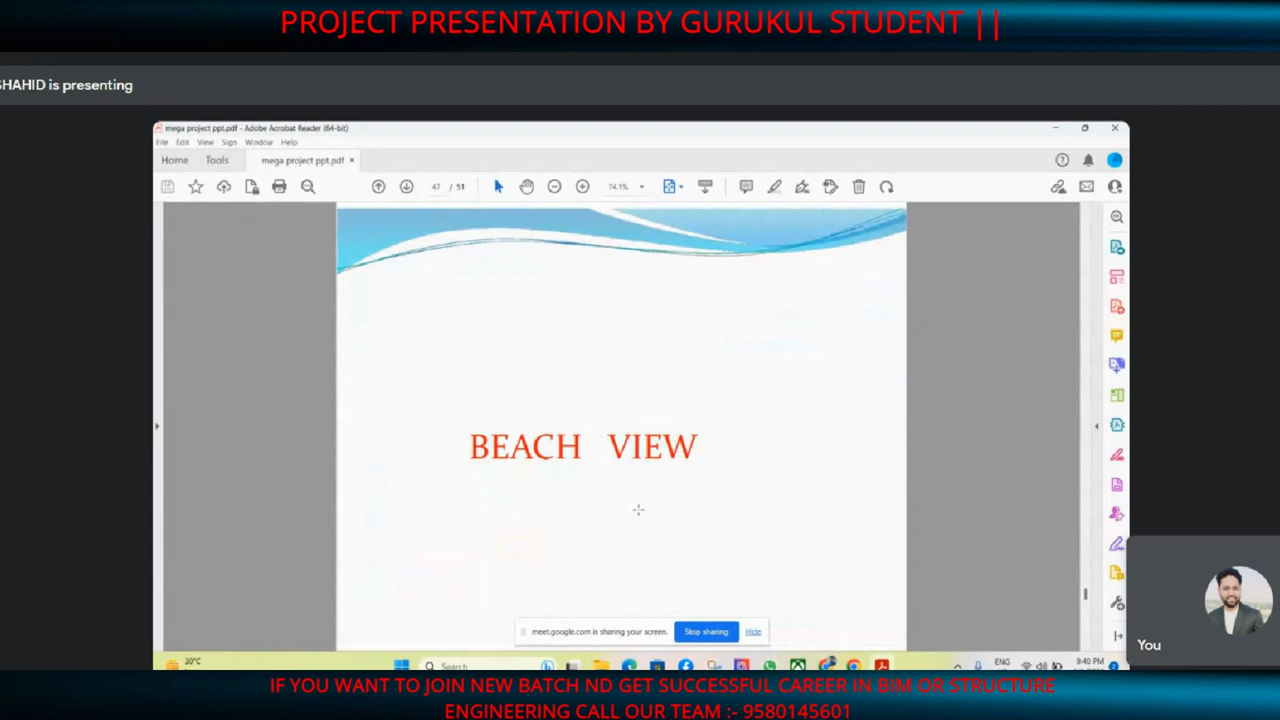 PROJECT PRESENTATION BY GURUKUL STUDENT ||
SHAHID is presenting
mega project ppt.pdf - Adobe Acrobat Reader (64-bit)
File Edit View Sign Window Help
Home Tools mega project ppt.pdf ×
47 / 51 74.1%
BEACH VIEW
meet.google.com is sharing your screen. Stop sharing Hide
You
30°C Search ENG 9:40 PM
IF YOU WANT TO JOIN NEW BATCH ND GET SUCCESSFUL CAREER IN BIM OR STRUCTURE
ENGINEERING CALL OUR TEAM :- 9580145601